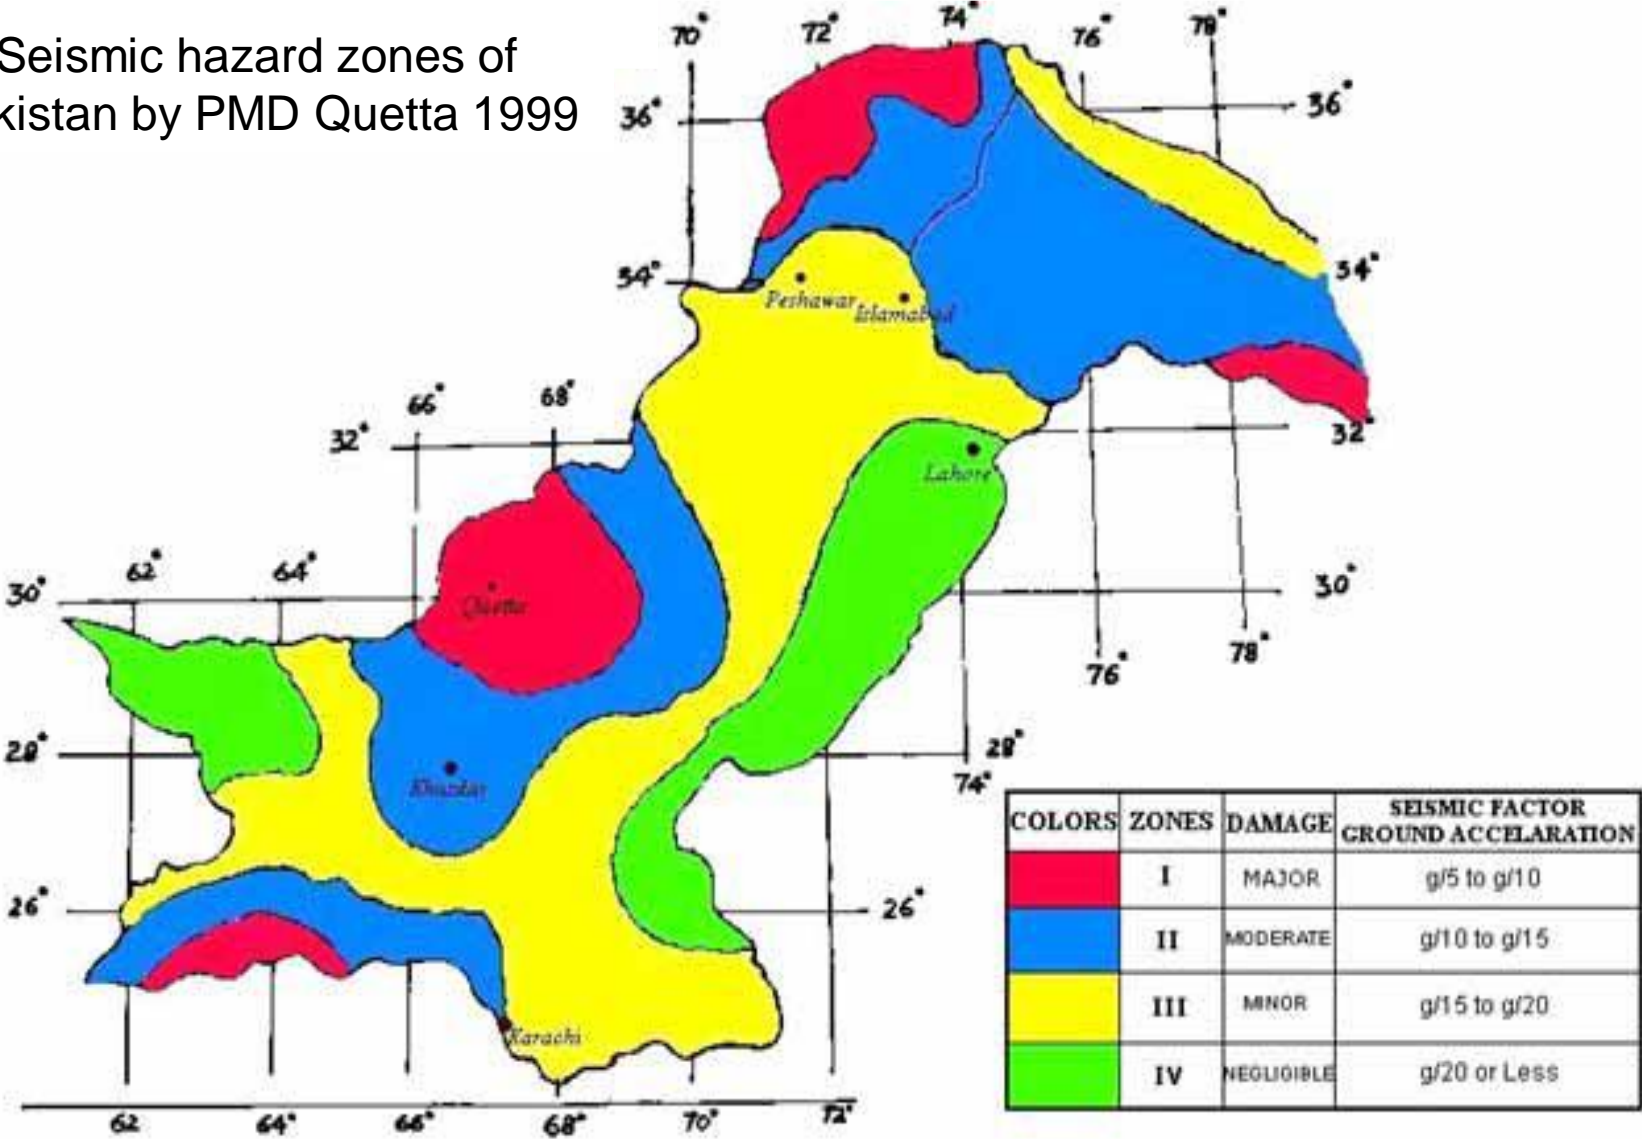 Seismic hazard zones of
kistan by PMD Quetta 1999
70° 72° 74° 76° 78°
36° 36°
34° 34°
Peshawar Islamabad
66° 68°
32° 32°
Lahore
62° 64°
30° 30°
Quetta
76° 78°
28° 28°
74°
Khuzdar
26° 26°
Karachi
62 64° 66° 68° 70° 72°
COLORS ZONES DAMAGE SEISMIC FACTOR
GROUND ACCELARATION
I MAJOR g/5 to g/10
II MODERATE g/10 to g/15
III MINOR g/15 to g/20
IV NEGLIGIBLE g/20 or Less